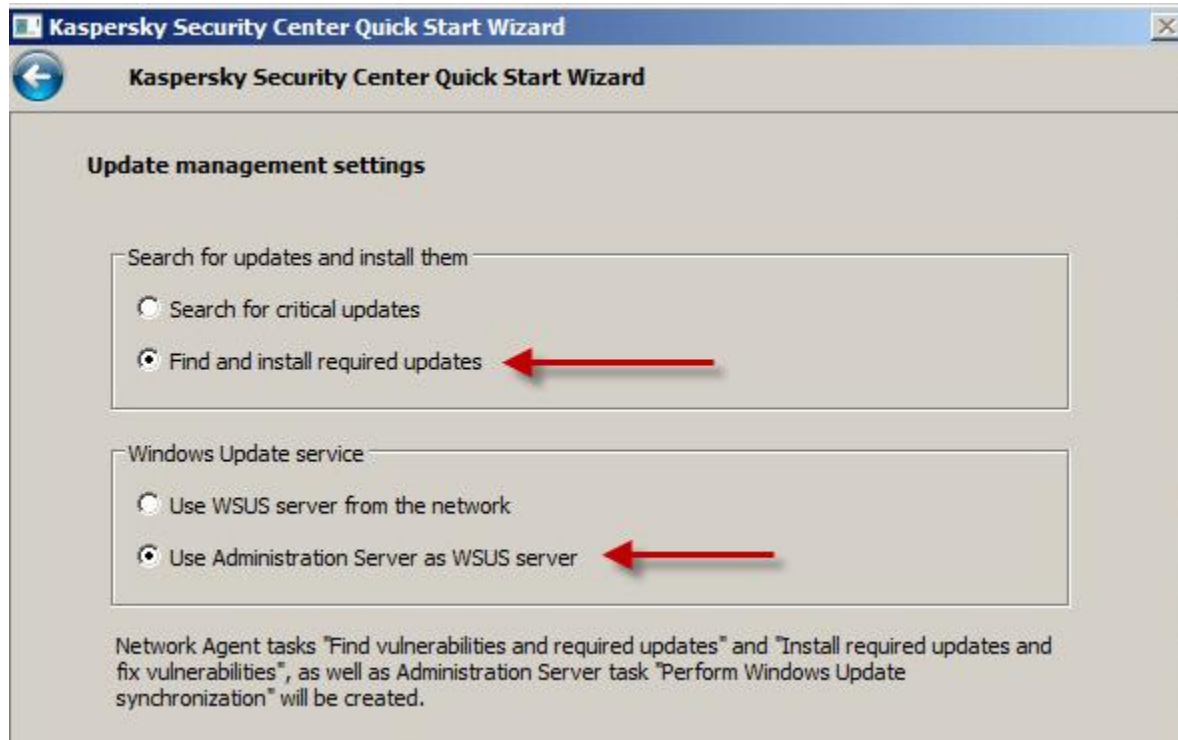 Kaspersky Security Center Quick Start Wizard
Kaspersky Security Center Quick Start Wizard
Update management settings
Search for updates and install them
Search for critical updates
Find and install required updates
Windows Update service
Use WSUS server from the network
Use Administration Server as WSUS server
Network Agent tasks "Find vulnerabilities and required updates" and "Install required updates and
fix vulnerabilities", as well as Administration Server task "Perform Windows Update
synchronization" will be created.